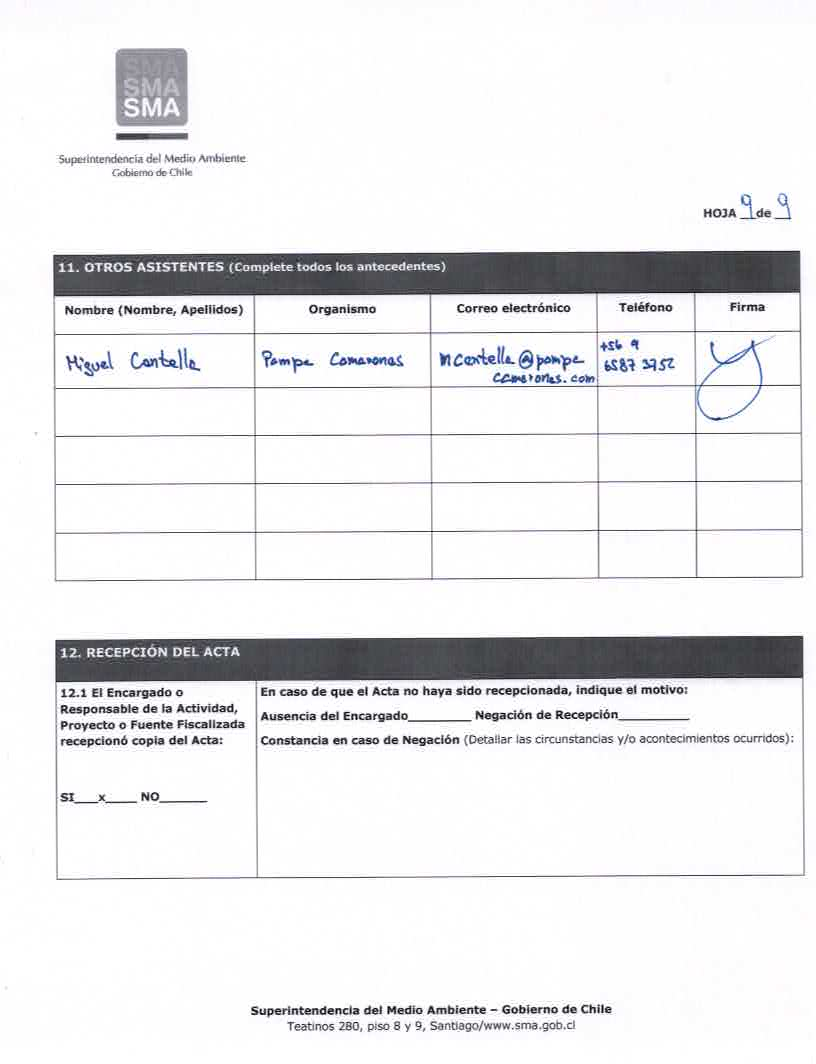 SMA
SMA
SMA
Superintendencia del Medio Ambiente
Gobierno de Chile
HOJA 9 de 9
11. OTROS ASISTENTES (Complete todos los antecedentes)
Nombre (Nombre, Apellidos) Organismo Correo electrónico Teléfono Firma
Miguel Contella Pampa Camarones mcontella@pampa +56 9
camarones.com 6587 3752
12. RECEPCIÓN DEL ACTA
12.1 El Encargado o
Responsable de la Actividad,
Proyecto o Fuente Fiscalizada
recepcionó copia del Acta:
SI___x_____ NO_______
En caso de que el Acta no haya sido recepcionada, indique el motivo:
Ausencia del Encargado_________ Negación de Recepción__________
Constancia en caso de Negación (Detallar las circunstancias y/o acontecimientos ocurridos):
Superintendencia del Medio Ambiente – Gobierno de Chile
Teatinos 280, piso 8 y 9, Santiago/www.sma.gob.cl